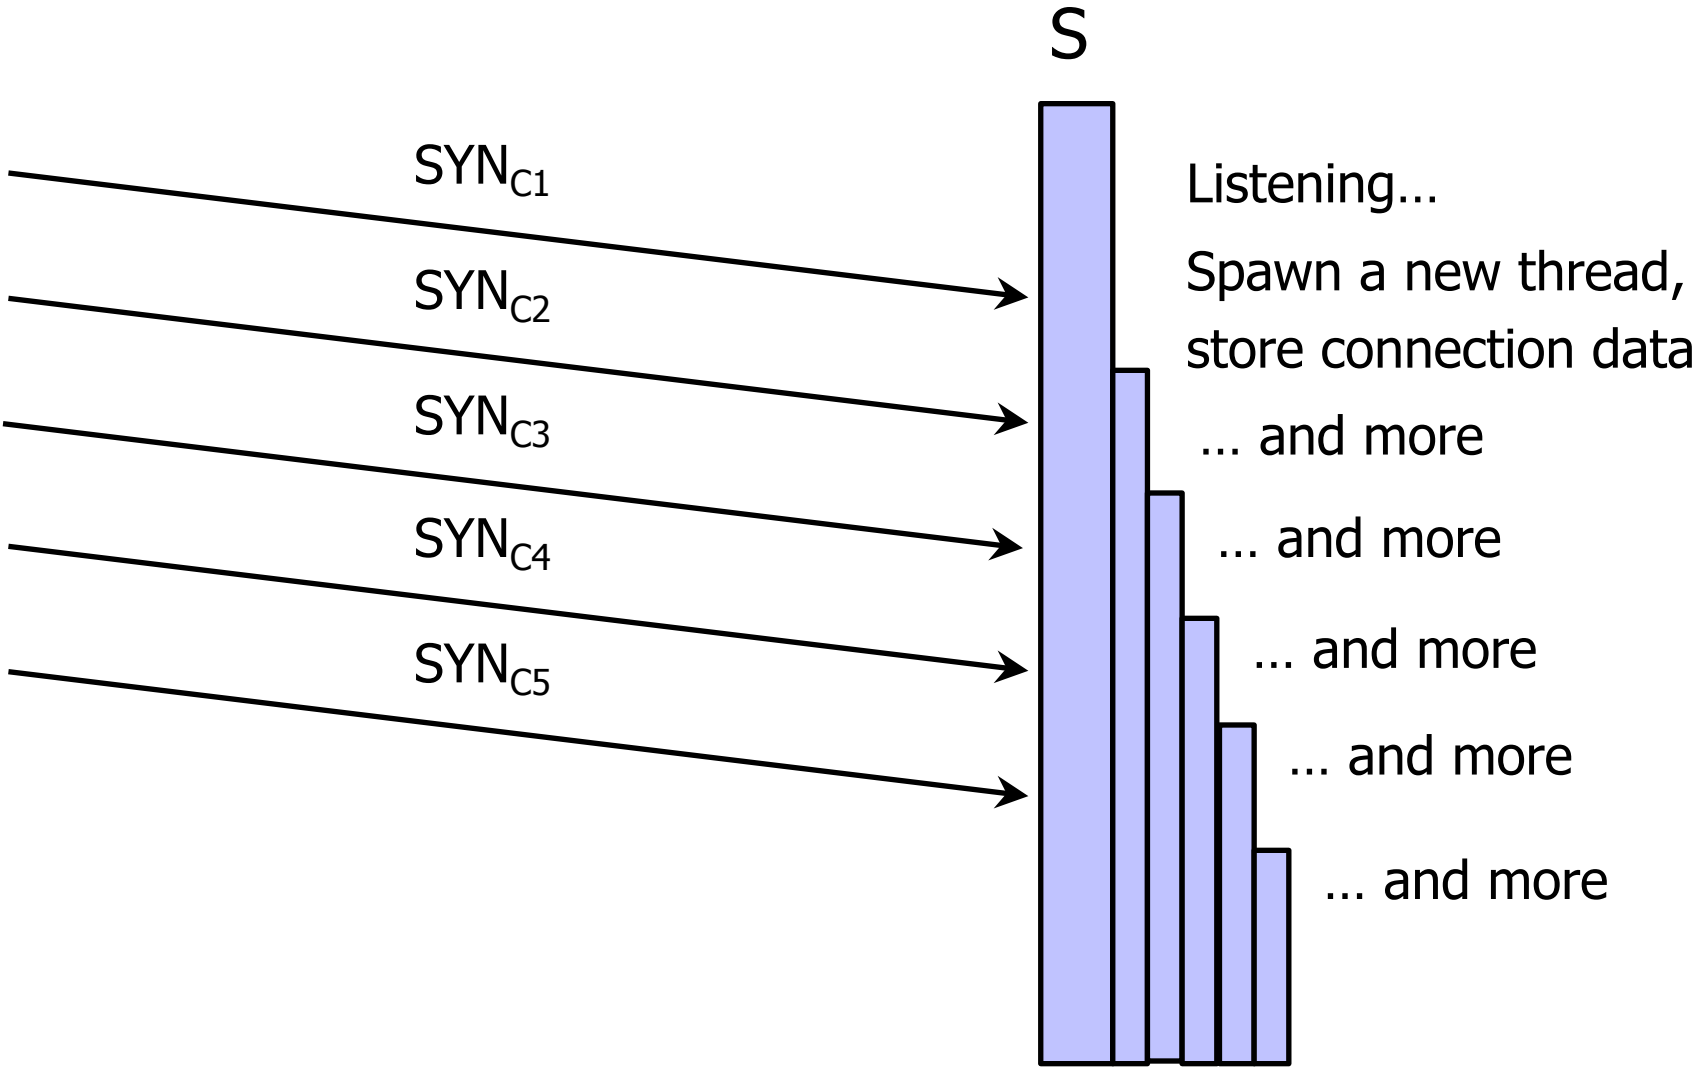 S
SYNC1
Listening…
SYNC2
Spawn a new thread,
store connection data
SYNC3
… and more
SYNC4
… and more
SYNC5
… and more
… and more
… and more